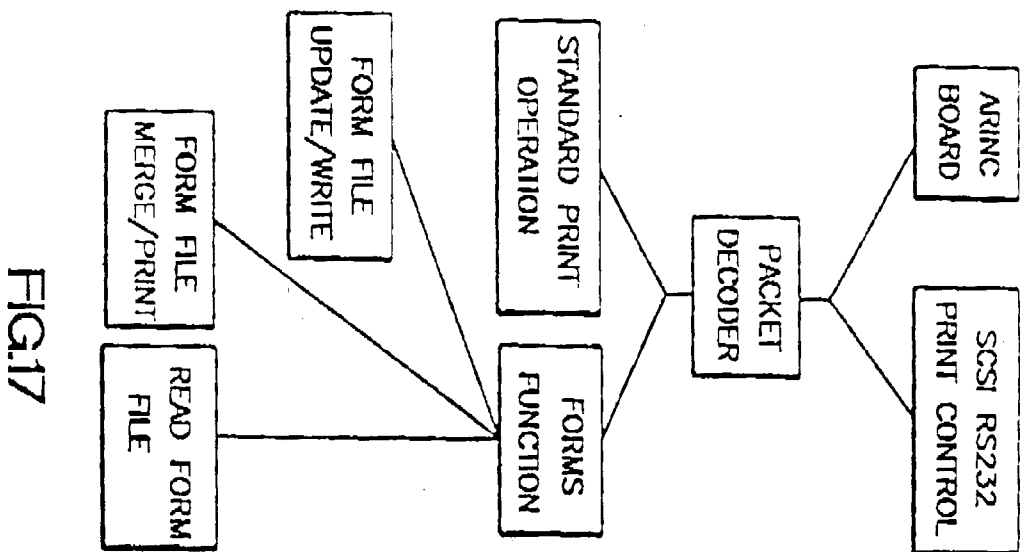 ARINC
BOARD
SCSI RS232
PRINT CONTROL
PACKET
DECODER
STANDARD PRINT
OPERATION
FORMS
FUNCTION
FORM FILE
UPDATE/WRITE
FORM FILE
MERGE/PRINT
READ FORM
FILE
FIG.17